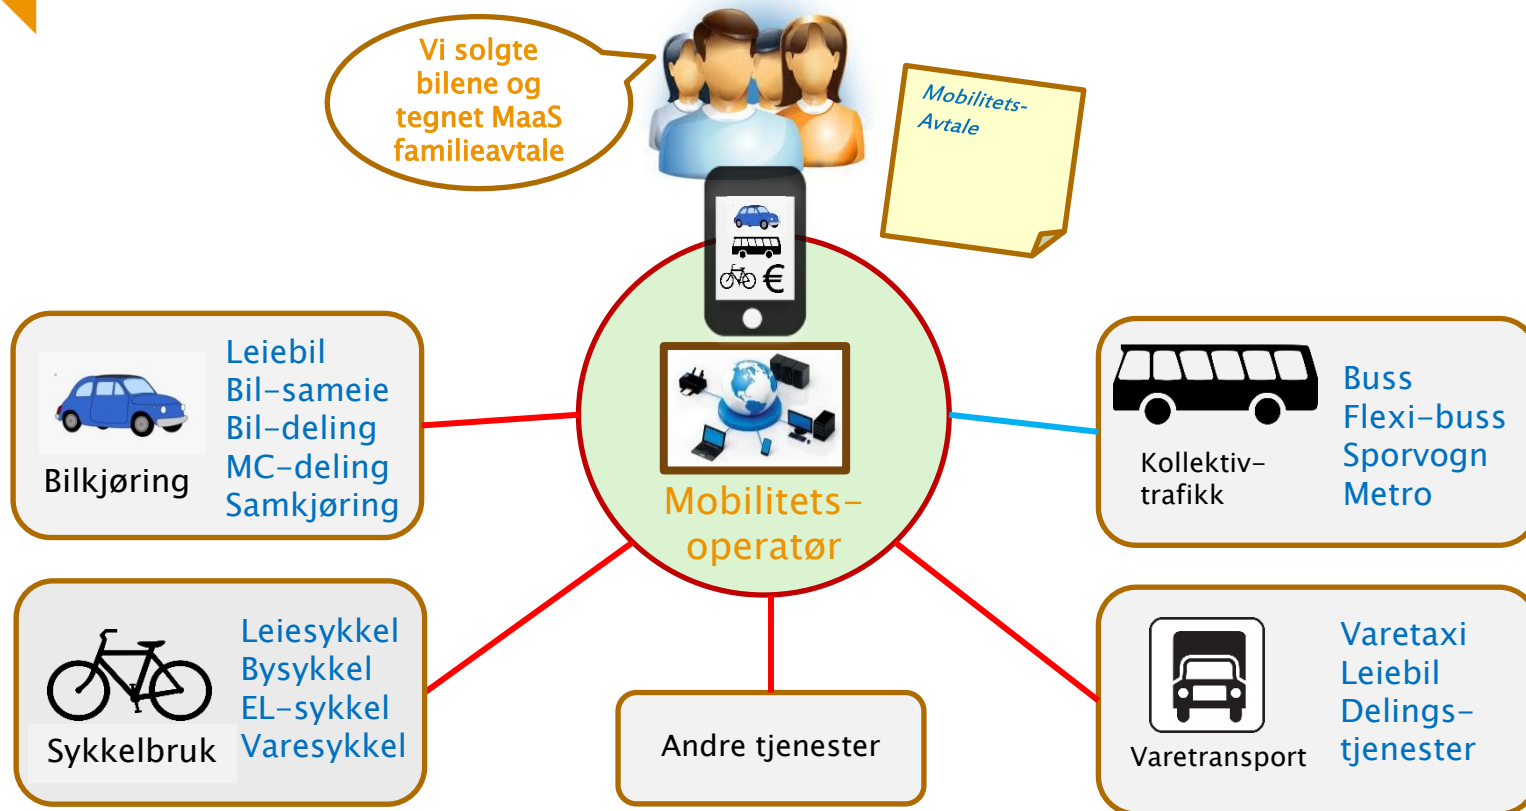 Vi solgte
bilene og
tegnet MaaS
familieavtale
Mobilitets-
Avtale
€
Leiebil
Bil-sameie
Bil-deling
MC-deling
Samkjøring
Bilkjøring
Mobilitets-
operatør
Buss
Flexi-buss
Sporvogn
Metro
Kollektiv-
trafikk
Leiesykkel
Bysykkel
EL-sykkel
Varesykkel
Sykkelbruk
Andre tjenester
Varetaxi
Leiebil
Delings-
tjenester
Varetransport